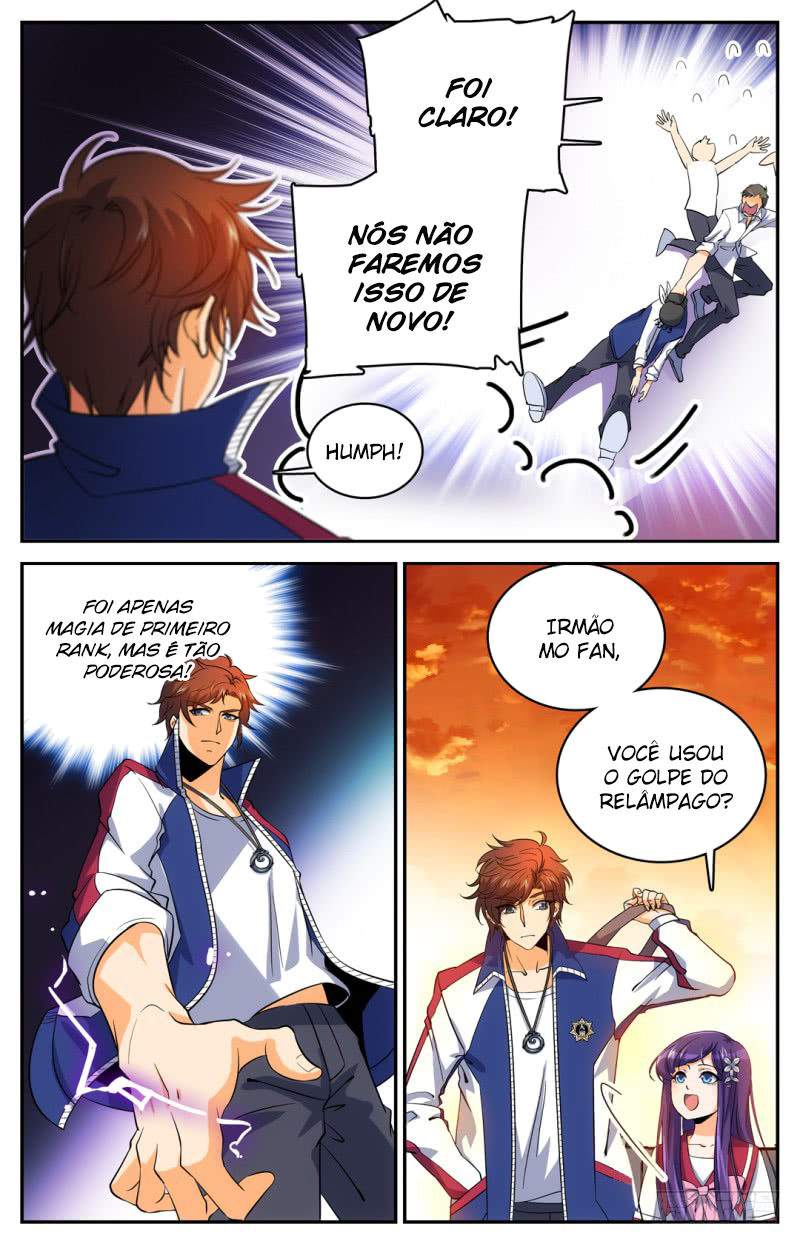 FOI
CLARO!
NÓS NÃO
FAREMOS
ISSO DE
NOVO!
HUMPH!
FOI APENAS
MAGIA DE PRIMEIRO
RANK, MAS É TÃO
PODEROSA!
IRMÃO
MO FAN,
VOCÊ USOU
O GOLPE DO
RELÂMPAGO?